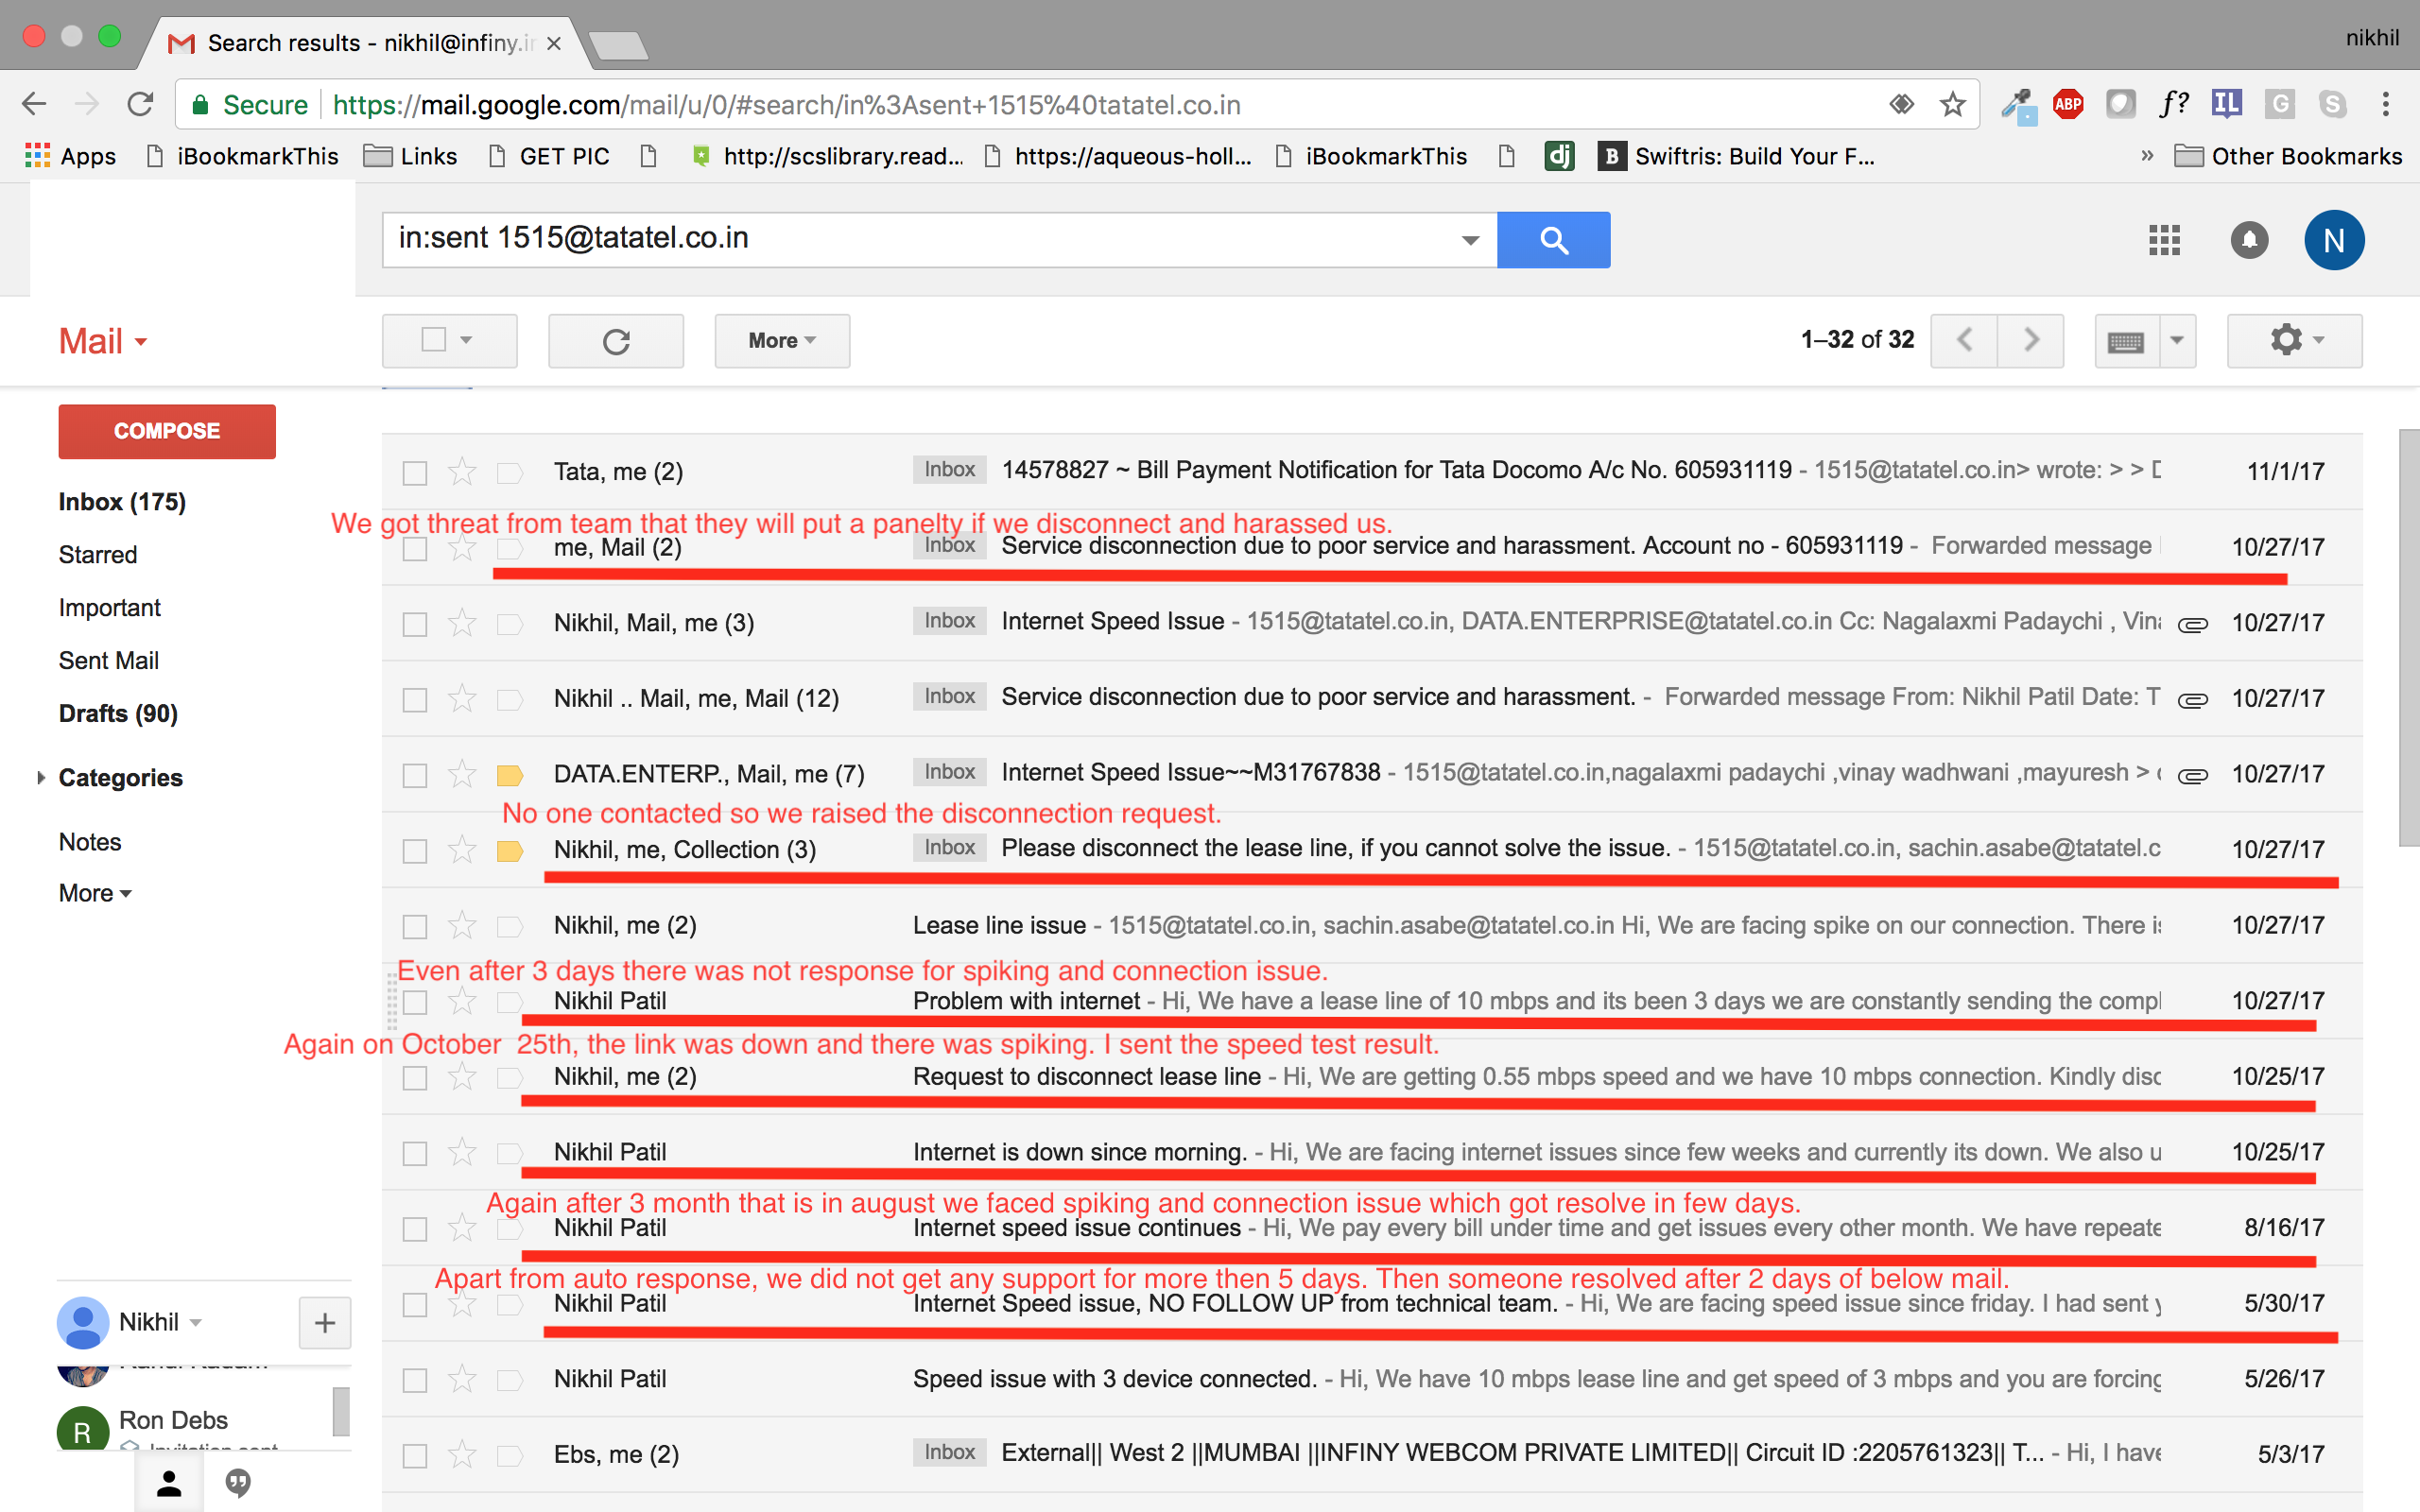 Search results - nikhil@infiny.in
nikhil
Secure https://mail.google.com/mail/u/0/#search/in%3Asent+1515%40tatatel.co.in
ABP f? IL G S
Apps iBookmarkThis Links GET PIC http://scslibrary.read... https://aqueous-holl... iBookmarkThis dj B Swiftris: Build Your F... » Other Bookmarks
in:sent 1515@tatatel.co.in
N
Mail
More
1–32 of 32
COMPOSE
Inbox (175)
Starred
Important
Sent Mail
Drafts (90)
Categories
Notes
More
Nikhil
Ron Debs
R
Tata, me (2) Inbox 14578827 ~ Bill Payment Notification for Tata Docomo A/c No. 605931119 - 1515@tatatel.co.in> wrote: > > 11/1/17
We got threat from team that they will put a panelty if we disconnect and harassed us.
me, Mail (2) Inbox Service disconnection due to poor service and harassment. Account no - 605931119 - Forwarded message 10/27/17
Nikhil, Mail, me (3) Inbox Internet Speed Issue - 1515@tatatel.co.in, DATA.ENTERPRISE@tatatel.co.in Cc: Nagalaxmi Padaychi , Vina 10/27/17
Nikhil .. Mail, me, Mail (12) Inbox Service disconnection due to poor service and harassment. - Forwarded message From: Nikhil Patil Date: T 10/27/17
DATA.ENTERP., Mail, me (7) Inbox Internet Speed Issue~~M31767838 - 1515@tatatel.co.in,nagalaxmi padaychi ,vinay wadhwani ,mayuresh > 10/27/17
No one contacted so we raised the disconnection request.
Nikhil, me, Collection (3) Inbox Please disconnect the lease line, if you cannot solve the issue. - 1515@tatatel.co.in, sachin.asabe@tatatel.c 10/27/17
Nikhil, me (2) Lease line issue - 1515@tatatel.co.in, sachin.asabe@tatatel.co.in Hi, We are facing spike on our connection. There is 10/27/17
Even after 3 days there was not response for spiking and connection issue.
Nikhil Patil Problem with internet - Hi, We have a lease line of 10 mbps and its been 3 days we are constantly sending the compl 10/27/17
Again on October 25th, the link was down and there was spiking. I sent the speed test result.
Nikhil, me (2) Request to disconnect lease line - Hi, We are getting 0.55 mbps speed and we have 10 mbps connection. Kindly disc 10/25/17
Nikhil Patil Internet is down since morning. - Hi, We are facing internet issues since few weeks and currently its down. We also u 10/25/17
Again after 3 month that is in august we faced spiking and connection issue which got resolve in few days.
Nikhil Patil Internet speed issue continues - Hi, We pay every bill under time and get issues every other month. We have repeate 8/16/17
Apart from auto response, we did not get any support for more then 5 days. Then someone resolved after 2 days of below mail.
Nikhil Patil Internet Speed issue, NO FOLLOW UP from technical team. - Hi, We are facing speed issue since friday. I had sent y 5/30/17
Nikhil Patil Speed issue with 3 device connected. - Hi, We have 10 mbps lease line and get speed of 3 mbps and you are forcing 5/26/17
Ebs, me (2) Inbox External|| West 2 ||MUMBAI ||INFINY WEBCOM PRIVATE LIMITED|| Circuit ID :2205761323|| T... - Hi, I have 5/3/17